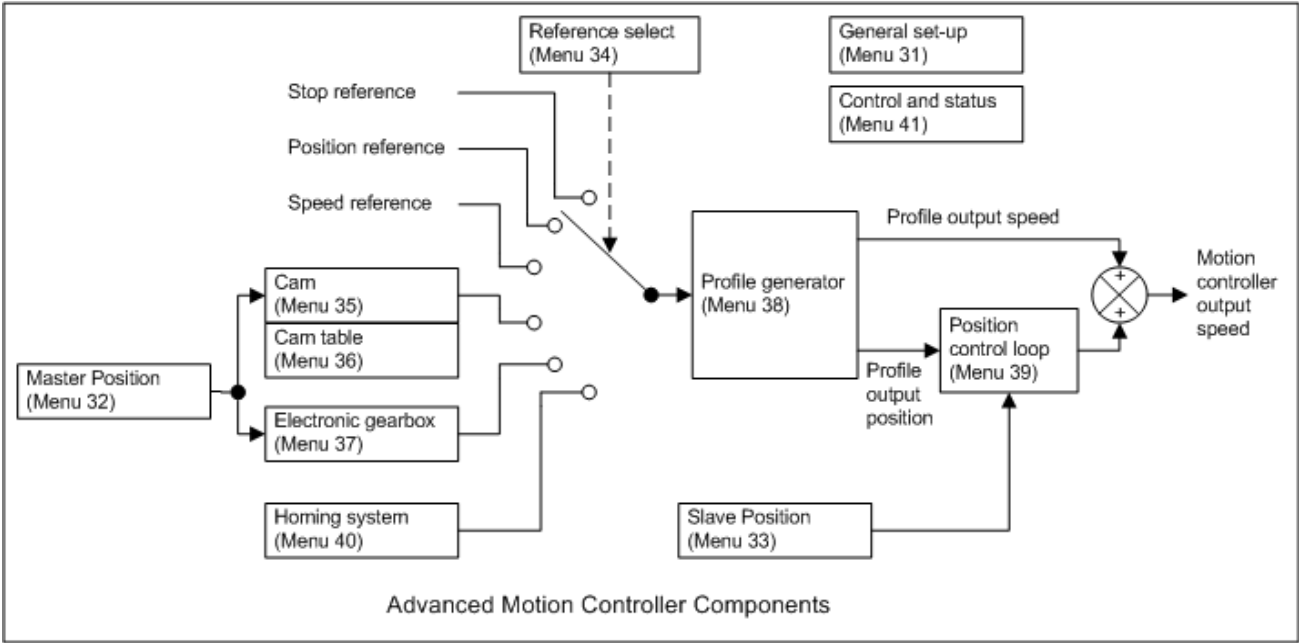 Reference select
(Menu 34)
General set-up
(Menu 31)
Control and status
(Menu 41)
Stop reference
Position reference
Speed reference
Cam
(Menu 35)
Cam table
(Menu 36)
Master Position
(Menu 32)
Electronic gearbox
(Menu 37)
Homing system
(Menu 40)
Profile generator
(Menu 38)
Profile output speed
Profile
output
position
Position
control loop
(Menu 39)
+
+
Motion
controller
output
speed
Slave Position
(Menu 33)
Advanced Motion Controller Components